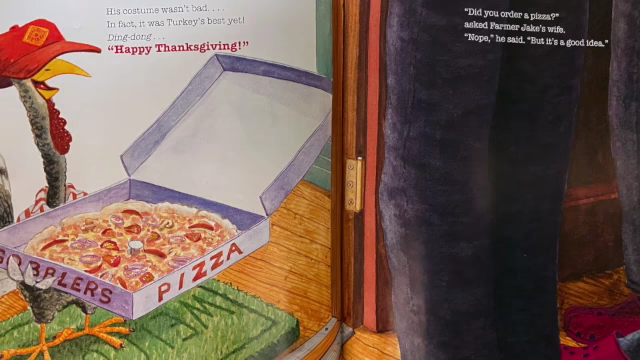 His costume wasn't bad. . . .
In fact, it was Turkey's best yet!
Ding-dong . . .
"Happy Thanksgiving!"
"Did you order a pizza?"
asked Farmer Jake's wife.
"Nope," he said. "But it's a good idea."
GOBBLERS PIZZA